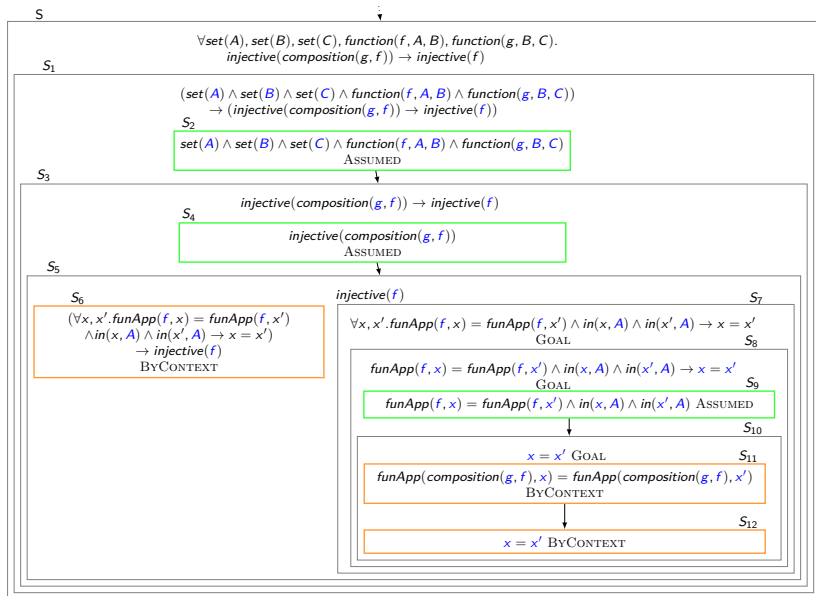 S
∀set(A), set(B), set(C), function(f, A, B), function(g, B, C).
injective(composition(g, f)) → injective(f)
S₁
(set(A) ∧ set(B) ∧ set(C) ∧ function(f, A, B) ∧ function(g, B, C))
→ (injective(composition(g, f)) → injective(f))
S₂
set(A) ∧ set(B) ∧ set(C) ∧ function(f, A, B) ∧ function(g, B, C)
ASSUMED
S₃
injective(composition(g, f)) → injective(f)
S₄
injective(composition(g, f))
ASSUMED
S₅
S₆
(∀x, x′.funApp(f, x) = funApp(f, x′)
∧in(x, A) ∧ in(x′, A) → x = x′)
→ injective(f)
BYCONTEXT
injective(f)
S₇
∀x, x′.funApp(f, x) = funApp(f, x′) ∧ in(x, A) ∧ in(x′, A) → x = x′
GOAL
S₈
funApp(f, x) = funApp(f, x′) ∧ in(x, A) ∧ in(x′, A) → x = x′
GOAL
S₉
funApp(f, x) = funApp(f, x′) ∧ in(x, A) ∧ in(x′, A) ASSUMED
S₁₀
x = x′ GOAL
S₁₁
funApp(composition(g, f), x) = funApp(composition(g, f), x′)
BYCONTEXT
S₁₂
x = x′ BYCONTEXT